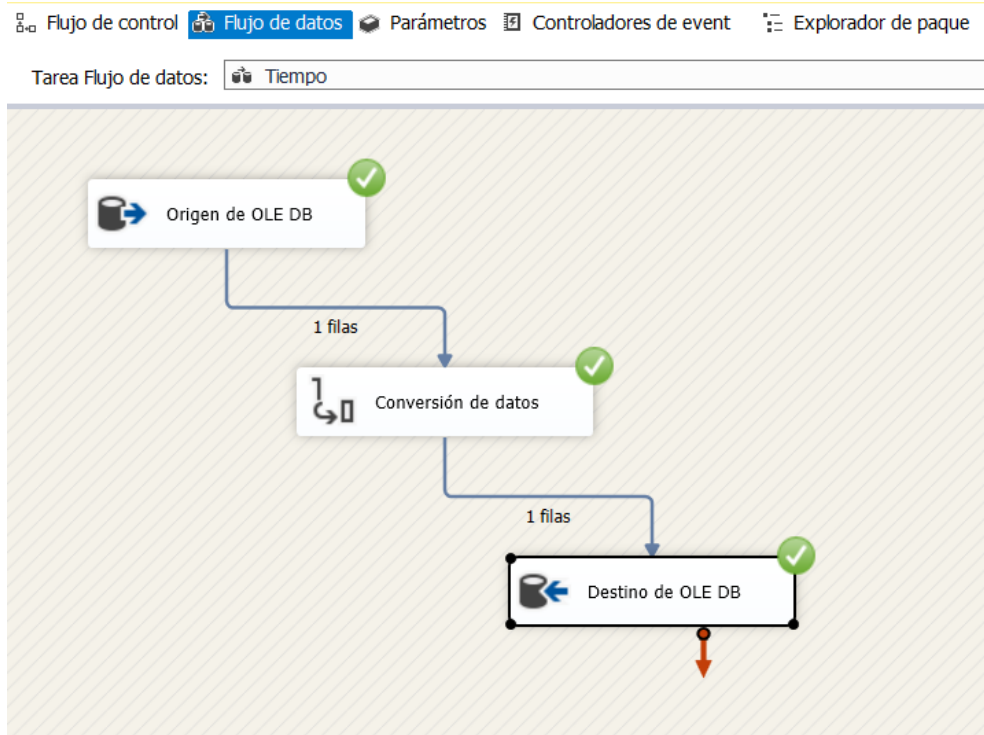 Flujo de control Flujo de datos Parámetros Controladores de event Explorador de paque
Tarea Flujo de datos: Tiempo
Origen de OLE DB
1 filas
Conversión de datos
1 filas
Destino de OLE DB